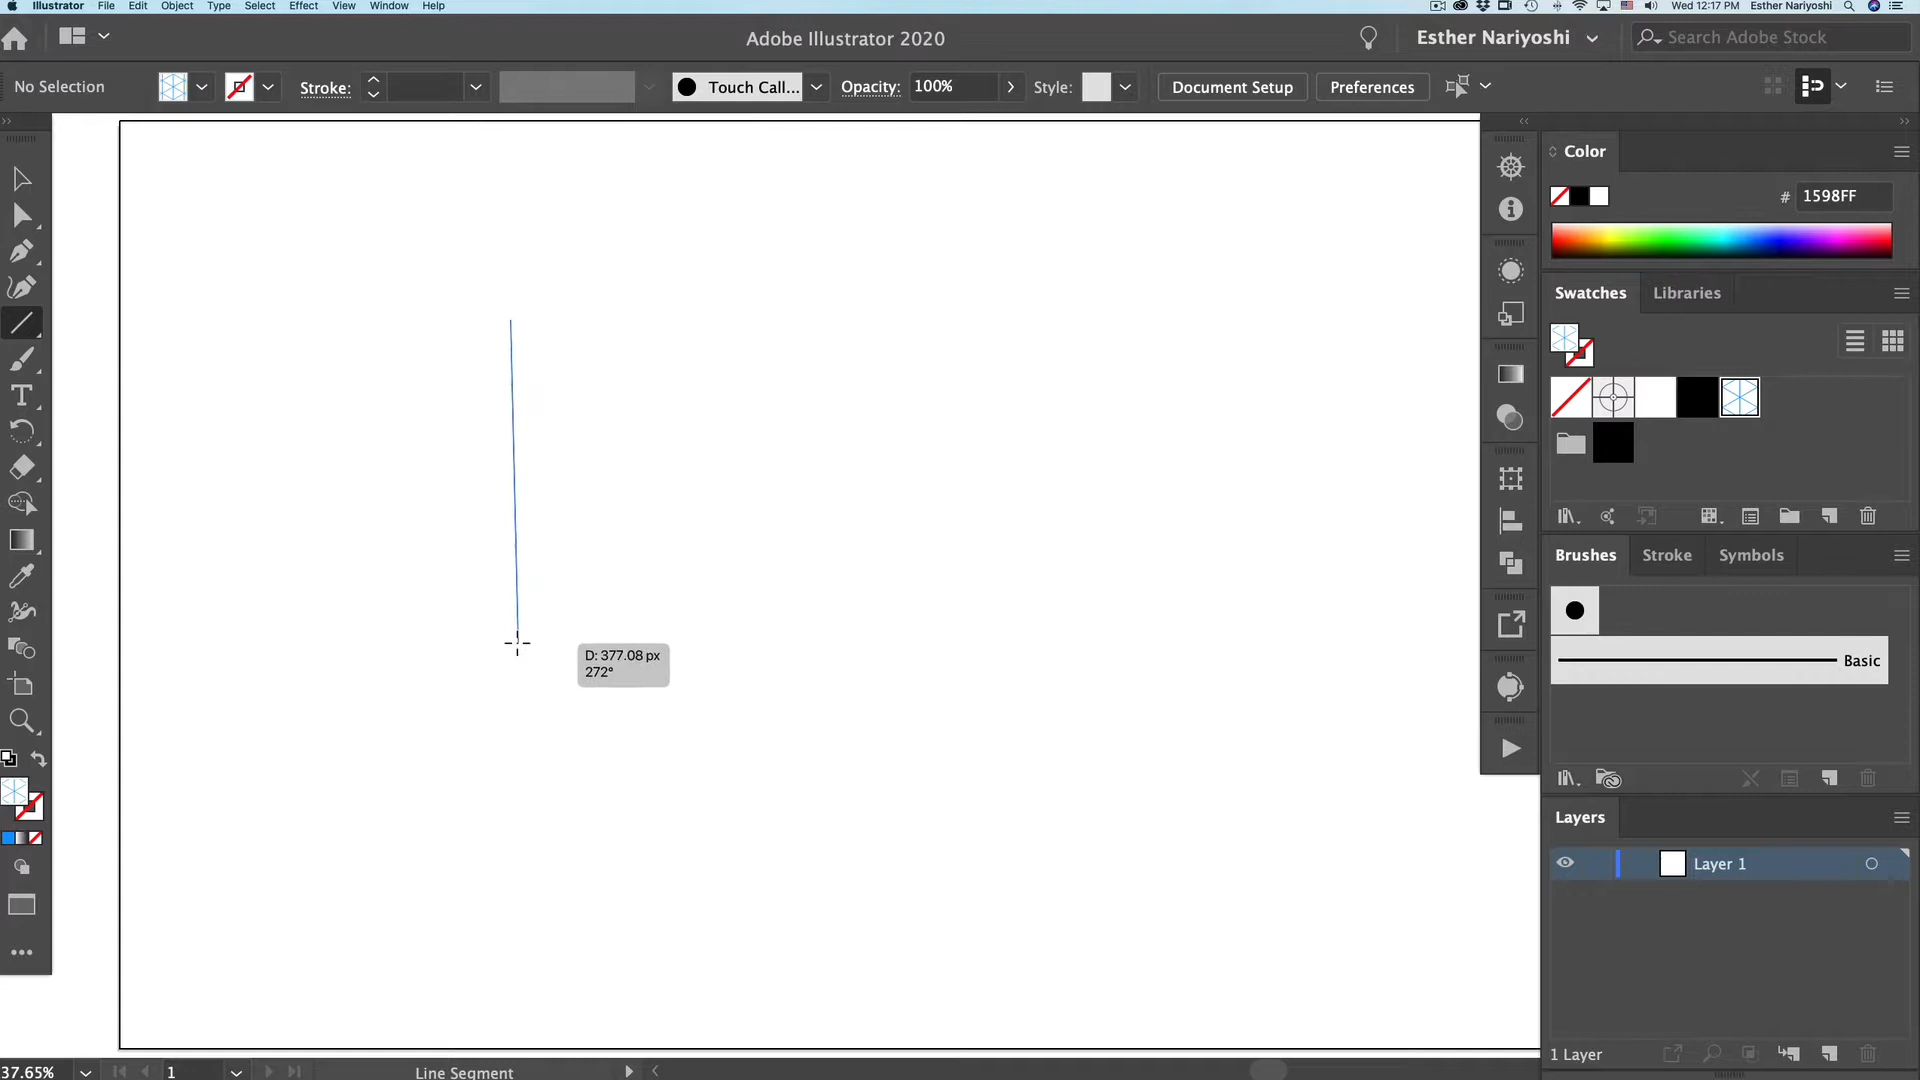 Illustrator File Edit Object Type Select Effect View Window Help Wed 12:17 PM Esther Nariyoshi
Adobe Illustrator 2020 Esther Nariyoshi Search Adobe Stock
No Selection Stroke: Touch Call... Opacity: 100% Style: Document Setup Preferences
Color
# 1598FF
Swatches Libraries
Brushes Stroke Symbols
D: 377.08 px
272°
Basic
Layers
Layer 1
1 Layer
37.65% 1 Line Segment